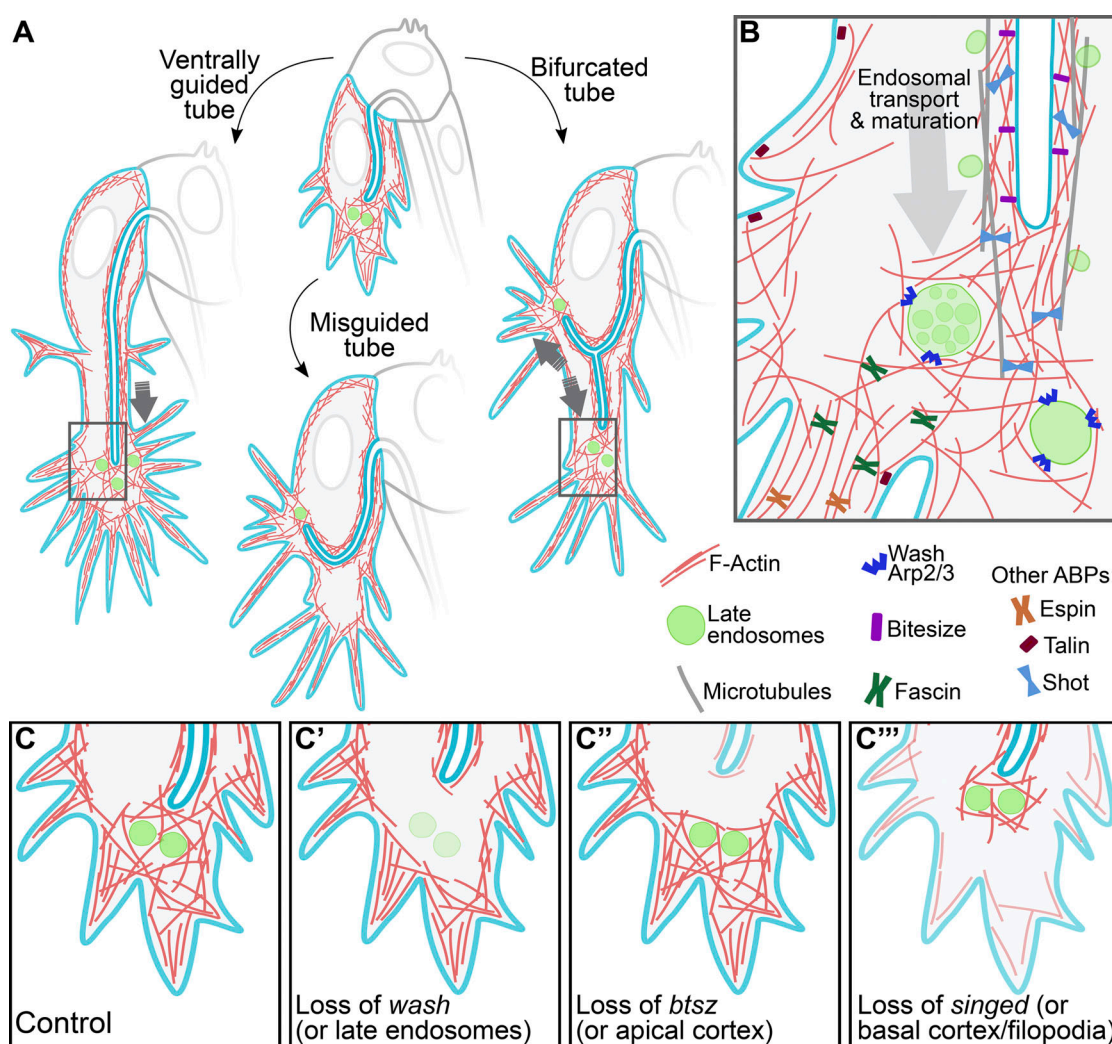 A
Ventrally
guided
tube
Bifurcated
tube
Misguided
tube
B
Endosomal
transport
& maturation
F-Actin
Late
endosomes
Microtubules
Wash
Arp2/3
Bitesize
Fascin
Other ABPs
Espin
Talin
Shot
C
Control
C'
Loss of wash
(or late endosomes)
C''
Loss of btsz
(or apical cortex)
C'''
Loss of singed (or
basal cortex/filopodia)